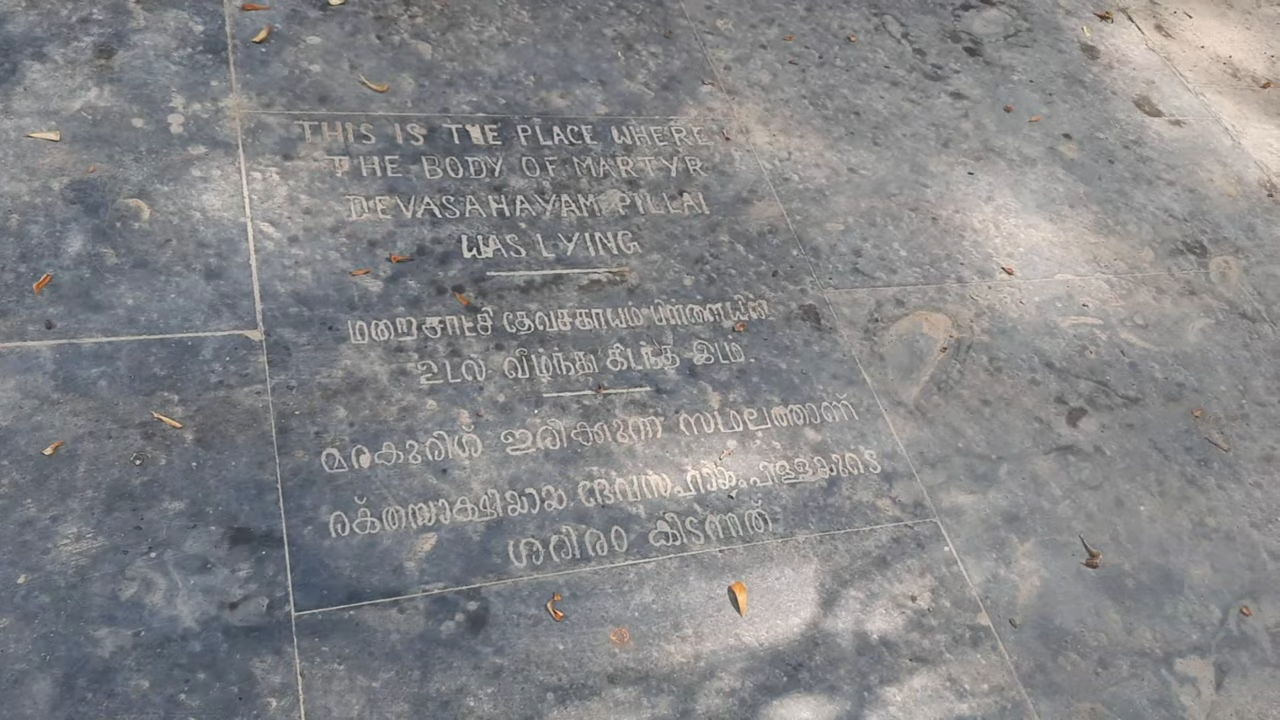 THIS IS THE PLACE WHERE
THE BODY OF MARTYR
DEVASAHAYAM PILLAI
WAS LYING
மறைசாட்சி தேவசகாயம் பிள்ளையின்
உடல் வீழ்ந்து கிடந்த இடம்.
മരകുരിശ് ഇരിക്കുന്ന സ്ഥലത്താണ്
രക്തസാക്ഷിയായ ദേവസഹായം പിള്ളയുടെ
ശരീരം കിടന്നത്